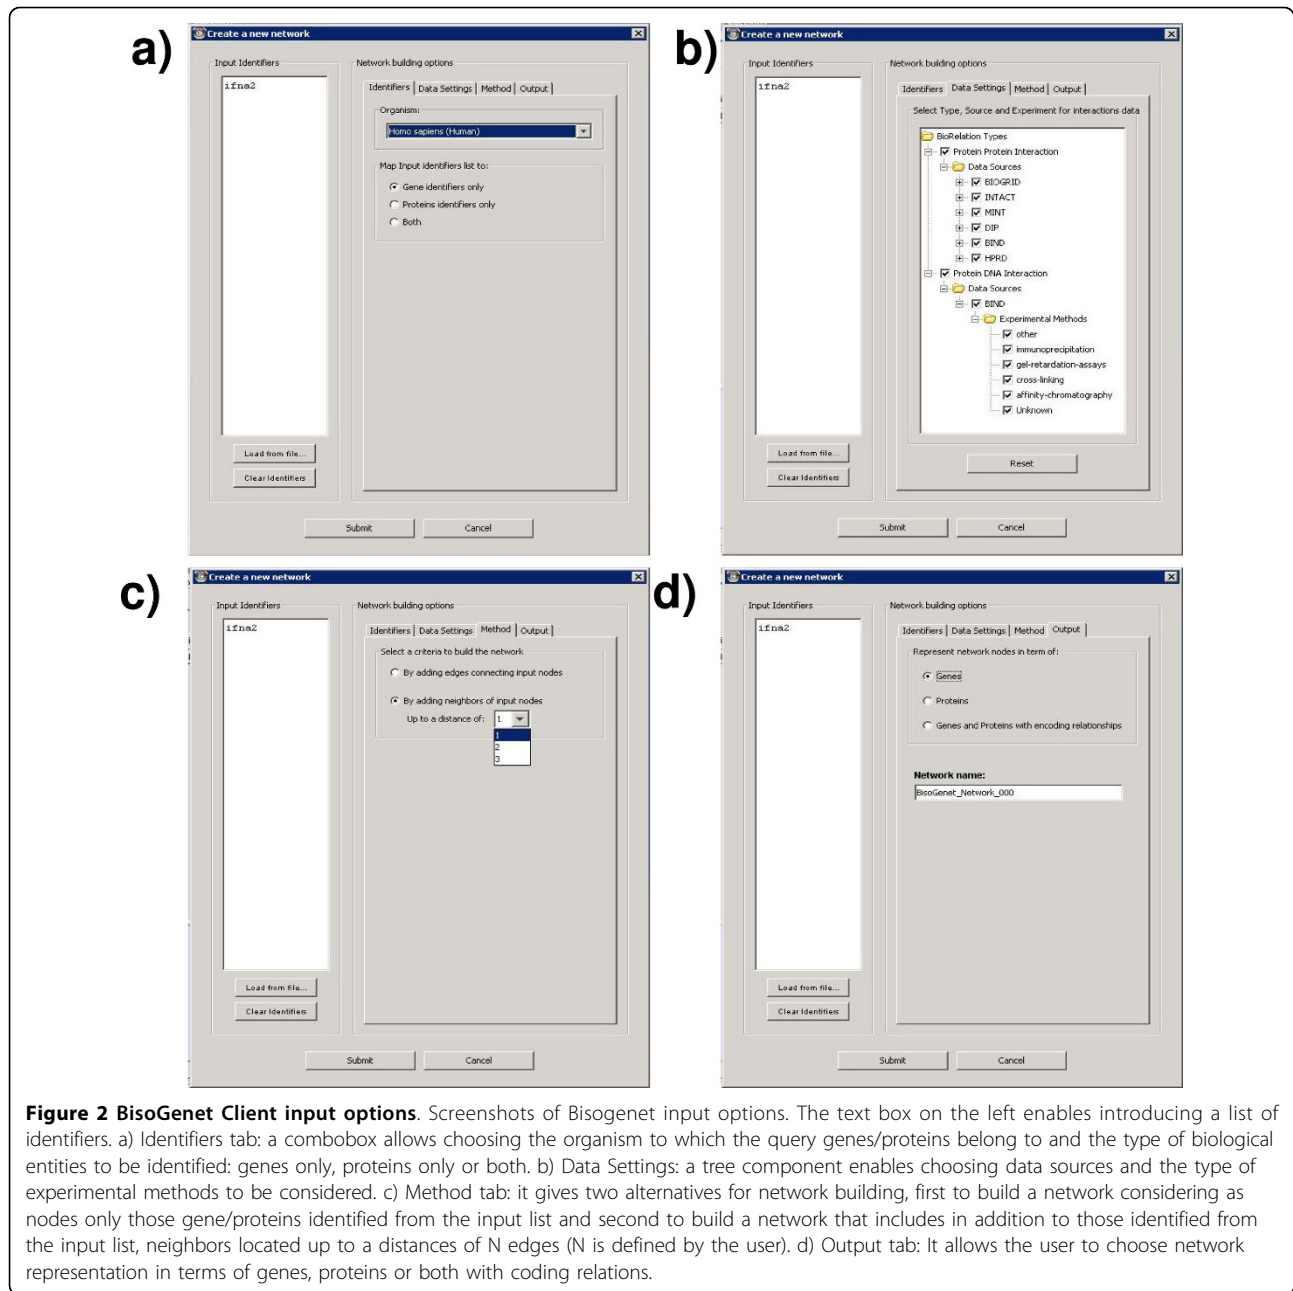 a)
Create a new network
Input Identifiers
ifna2
Load from file...
Clear Identifiers
Network building options
Identifiers Data Settings Method Output
Organism:
Homo sapiens (Human)
Map Input identifiers list to:
Gene identifiers only
Proteins identifiers only
Both
Submit Cancel
b)
Create a new network
Input Identifiers
ifna2
Load from file...
Clear Identifiers
Network building options
Identifiers Data Settings Method Output
Select Type, Source and Experiment for interactions data
BioRelation Types
Protein Protein Interaction
Data Sources
BIOGRID
INTACT
MINT
DIP
BIND
HPRD
Protein DNA Interaction
Data Sources
BIND
Experimental Methods
other
immunoprecipitation
gel-retardation-assays
cross-linking
affinity-chromatography
Unknown
Reset
Submit Cancel
c)
Create a new network
Input Identifiers
ifna2
Load from file...
Clear Identifiers
Network building options
Identifiers Data Settings Method Output
Select a criteria to build the network
By adding edges connecting input nodes
By adding neighbors of input nodes
Up to a distance of: 1
1
2
3
Submit Cancel
d)
Create a new network
Input Identifiers
ifna2
Load from file...
Clear Identifiers
Network building options
Identifiers Data Settings Method Output
Represent network nodes in term of:
Genes
Proteins
Genes and Proteins with encoding relationships
Network name:
BisoGenet_Network_000
Submit Cancel
Figure 2 BisoGenet Client input options. Screenshots of Bisogenet input options. The text box on the left enables introducing a list of
identifiers. a) Identifiers tab: a combobox allows choosing the organism to which the query genes/proteins belong to and the type of biological
entities to be identified: genes only, proteins only or both. b) Data Settings: a tree component enables choosing data sources and the type of
experimental methods to be considered. c) Method tab: it gives two alternatives for network building, first to build a network considering as
nodes only those gene/proteins identified from the input list and second to build a network that includes in addition to those identified from
the input list, neighbors located up to a distances of N edges (N is defined by the user). d) Output tab: It allows the user to choose network
representation in terms of genes, proteins or both with coding relations.